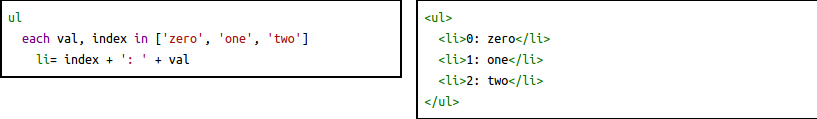 ul
  each val, index in ['zero', 'one', 'two']
    li= index + ': ' + val
<ul>
  <li>0: zero</li>
  <li>1: one</li>
  <li>2: two</li>
</ul>